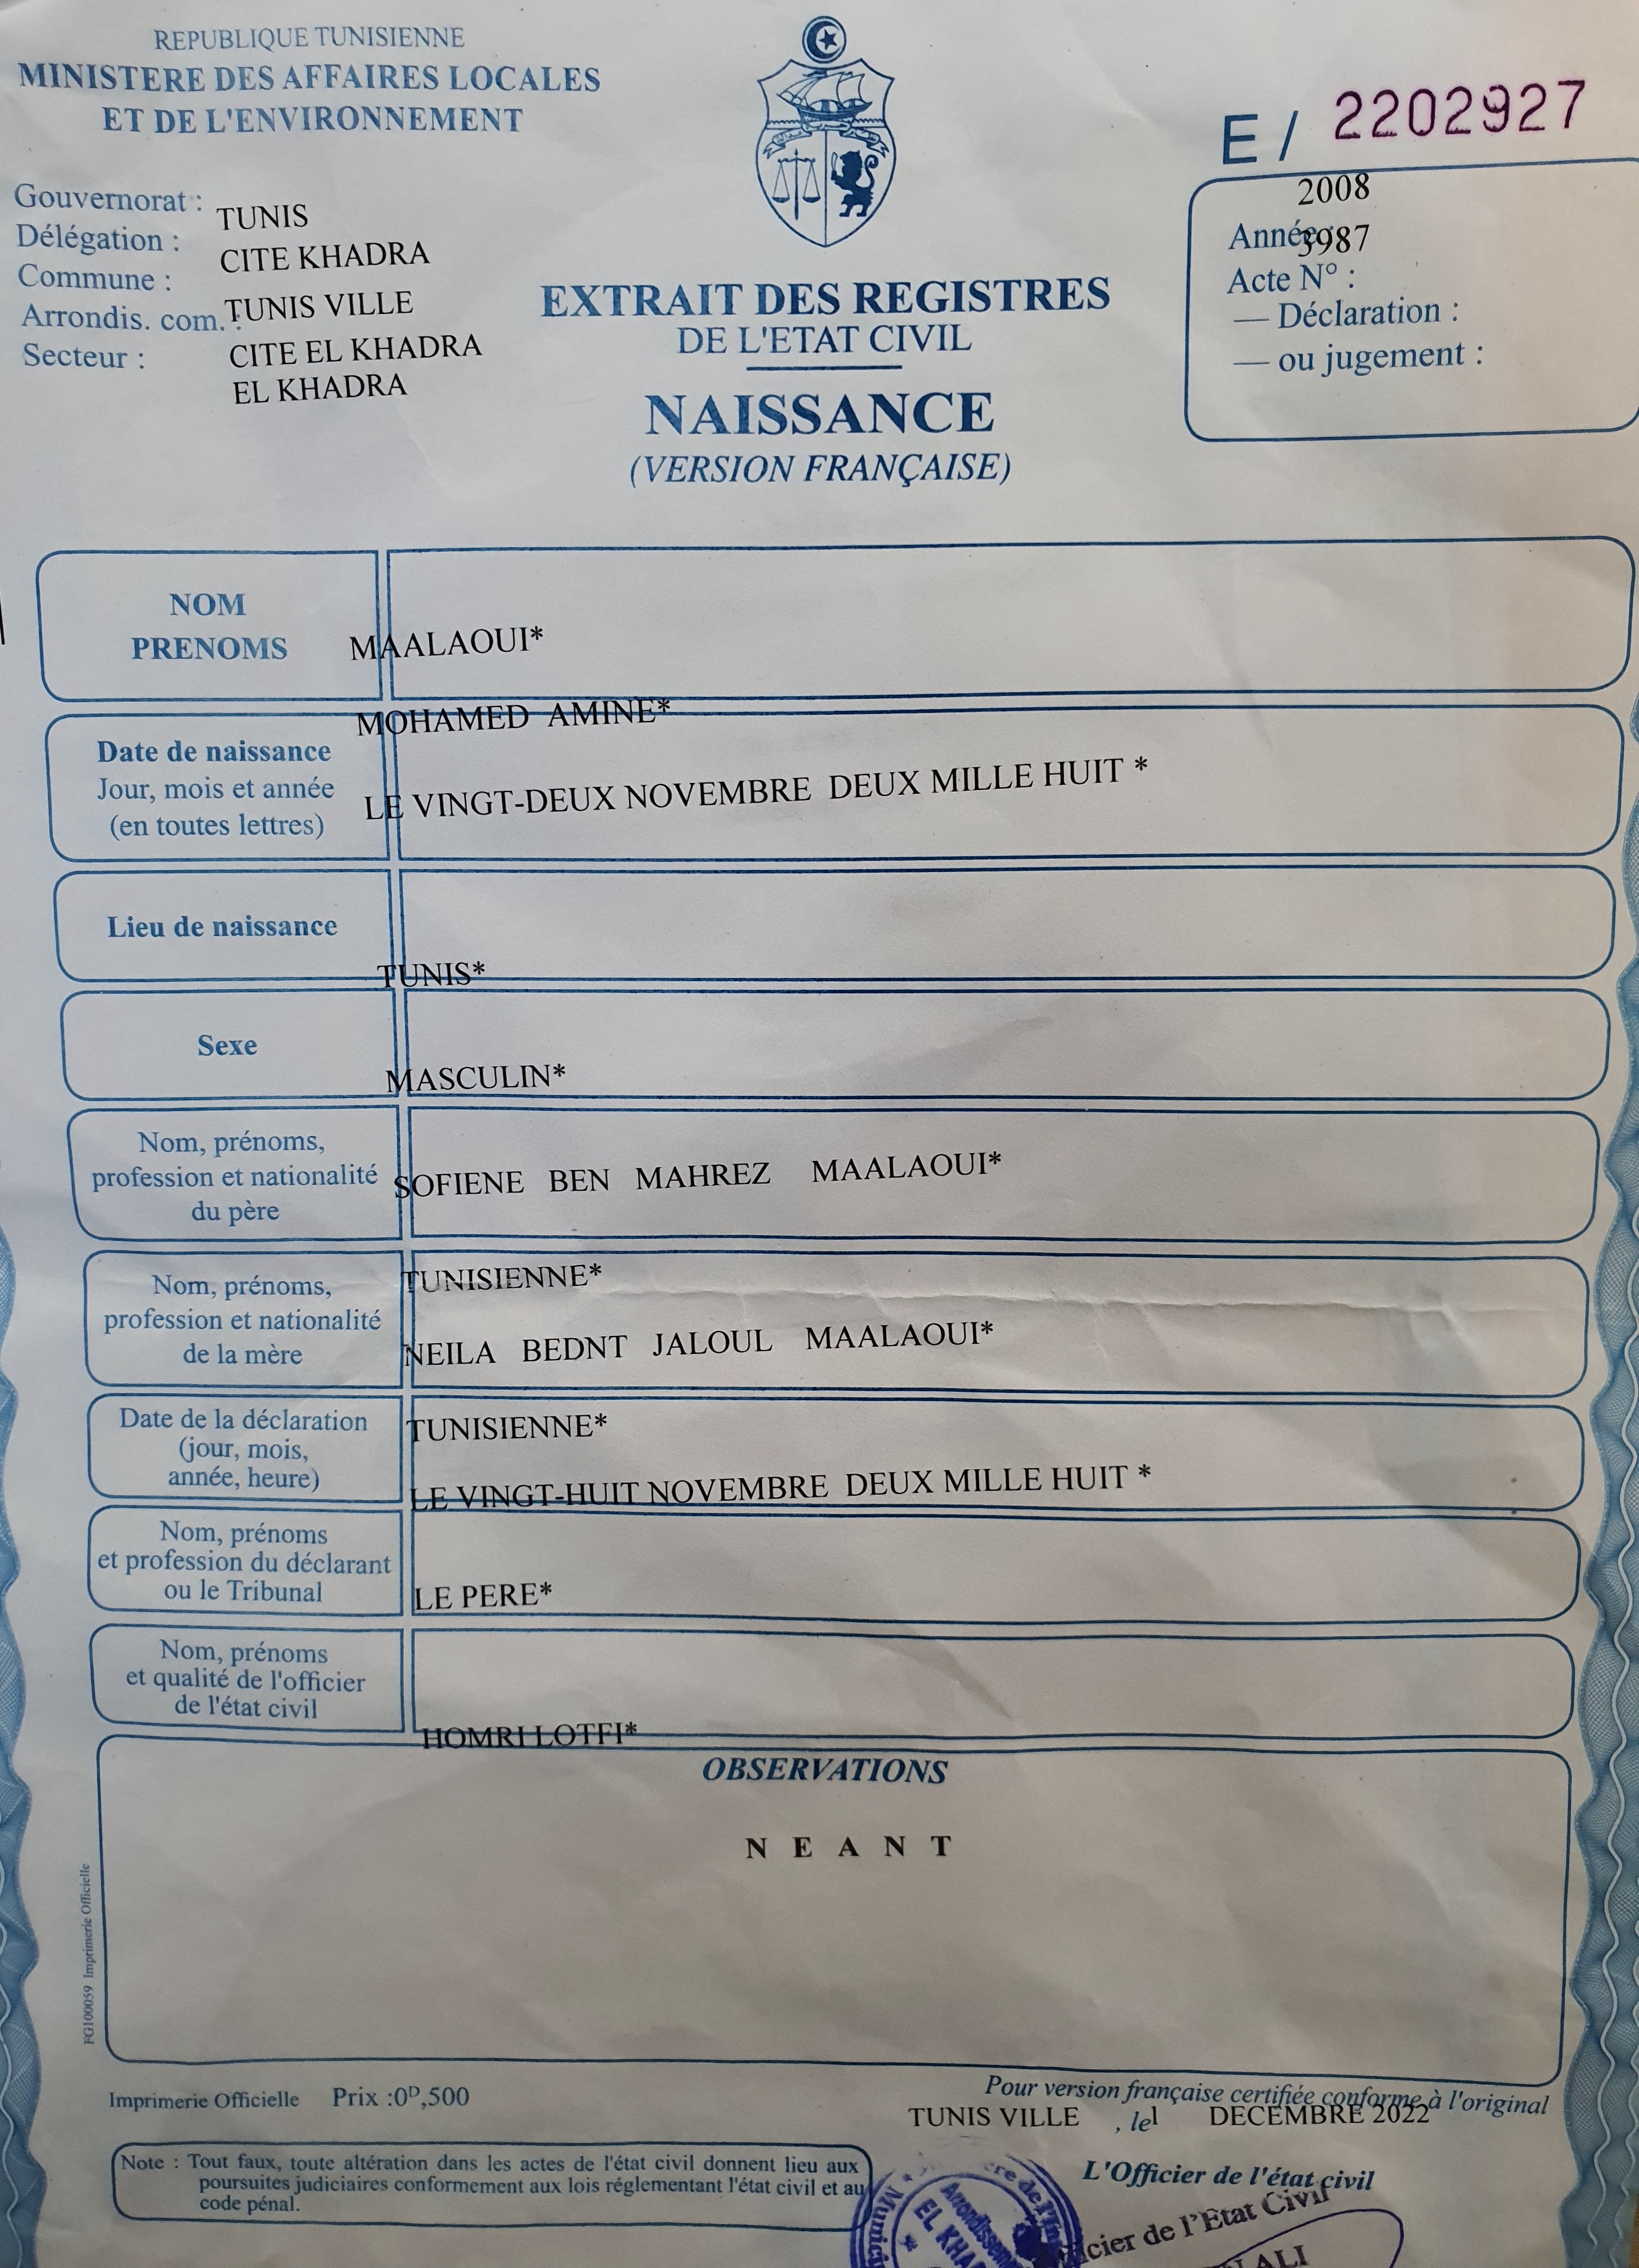 REPUBLIQUE TUNISIENNE
MINISTERE DES AFFAIRES LOCALES
ET DE L'ENVIRONNEMENT
E / 2202927
Gouvernorat : TUNIS
Délégation : CITE KHADRA
Commune : TUNIS VILLE
Arrondis. com. : CITE EL KHADRA
Secteur : EL KHADRA
EXTRAIT DES REGISTRES
DE L'ETAT CIVIL
NAISSANCE
(VERSION FRANÇAISE)
2008
Année : 3987
Acte N° :
— Déclaration :
— ou jugement :
NOM
PRENOMS
MAALAOUI*
MOHAMED AMINE*
Date de naissance
Jour, mois et année
(en toutes lettres)
LE VINGT-DEUX NOVEMBRE DEUX MILLE HUIT *
Lieu de naissance
TUNIS*
Sexe
MASCULIN*
Nom, prénoms,
profession et nationalité
du père
SOFIENE BEN MAHREZ MAALAOUI*
TUNISIENNE*
Nom, prénoms,
profession et nationalité
de la mère
NEILA BEDNT JALOUL MAALAOUI*
TUNISIENNE*
Date de la déclaration
(jour, mois,
année, heure)
LE VINGT-HUIT NOVEMBRE DEUX MILLE HUIT *
Nom, prénoms
et profession du déclarant
ou le Tribunal
LE PERE*
Nom, prénoms
et qualité de l'officier
de l'état civil
HOMRI LOTFI*
OBSERVATIONS
N E A N T
FG100059 Imprimerie Officielle
Imprimerie Officielle Prix :0ᴰ,500
Pour version française certifiée conforme à l'original
TUNIS VILLE , le 1 DECEMBRE 2022
Note : Tout faux, toute altération dans les actes de l'état civil donnent lieu aux
poursuites judiciaires conformement aux lois réglementant l'état civil et au
code pénal.
L'Officier de l'état civil
de l'Etat Civil
ALI